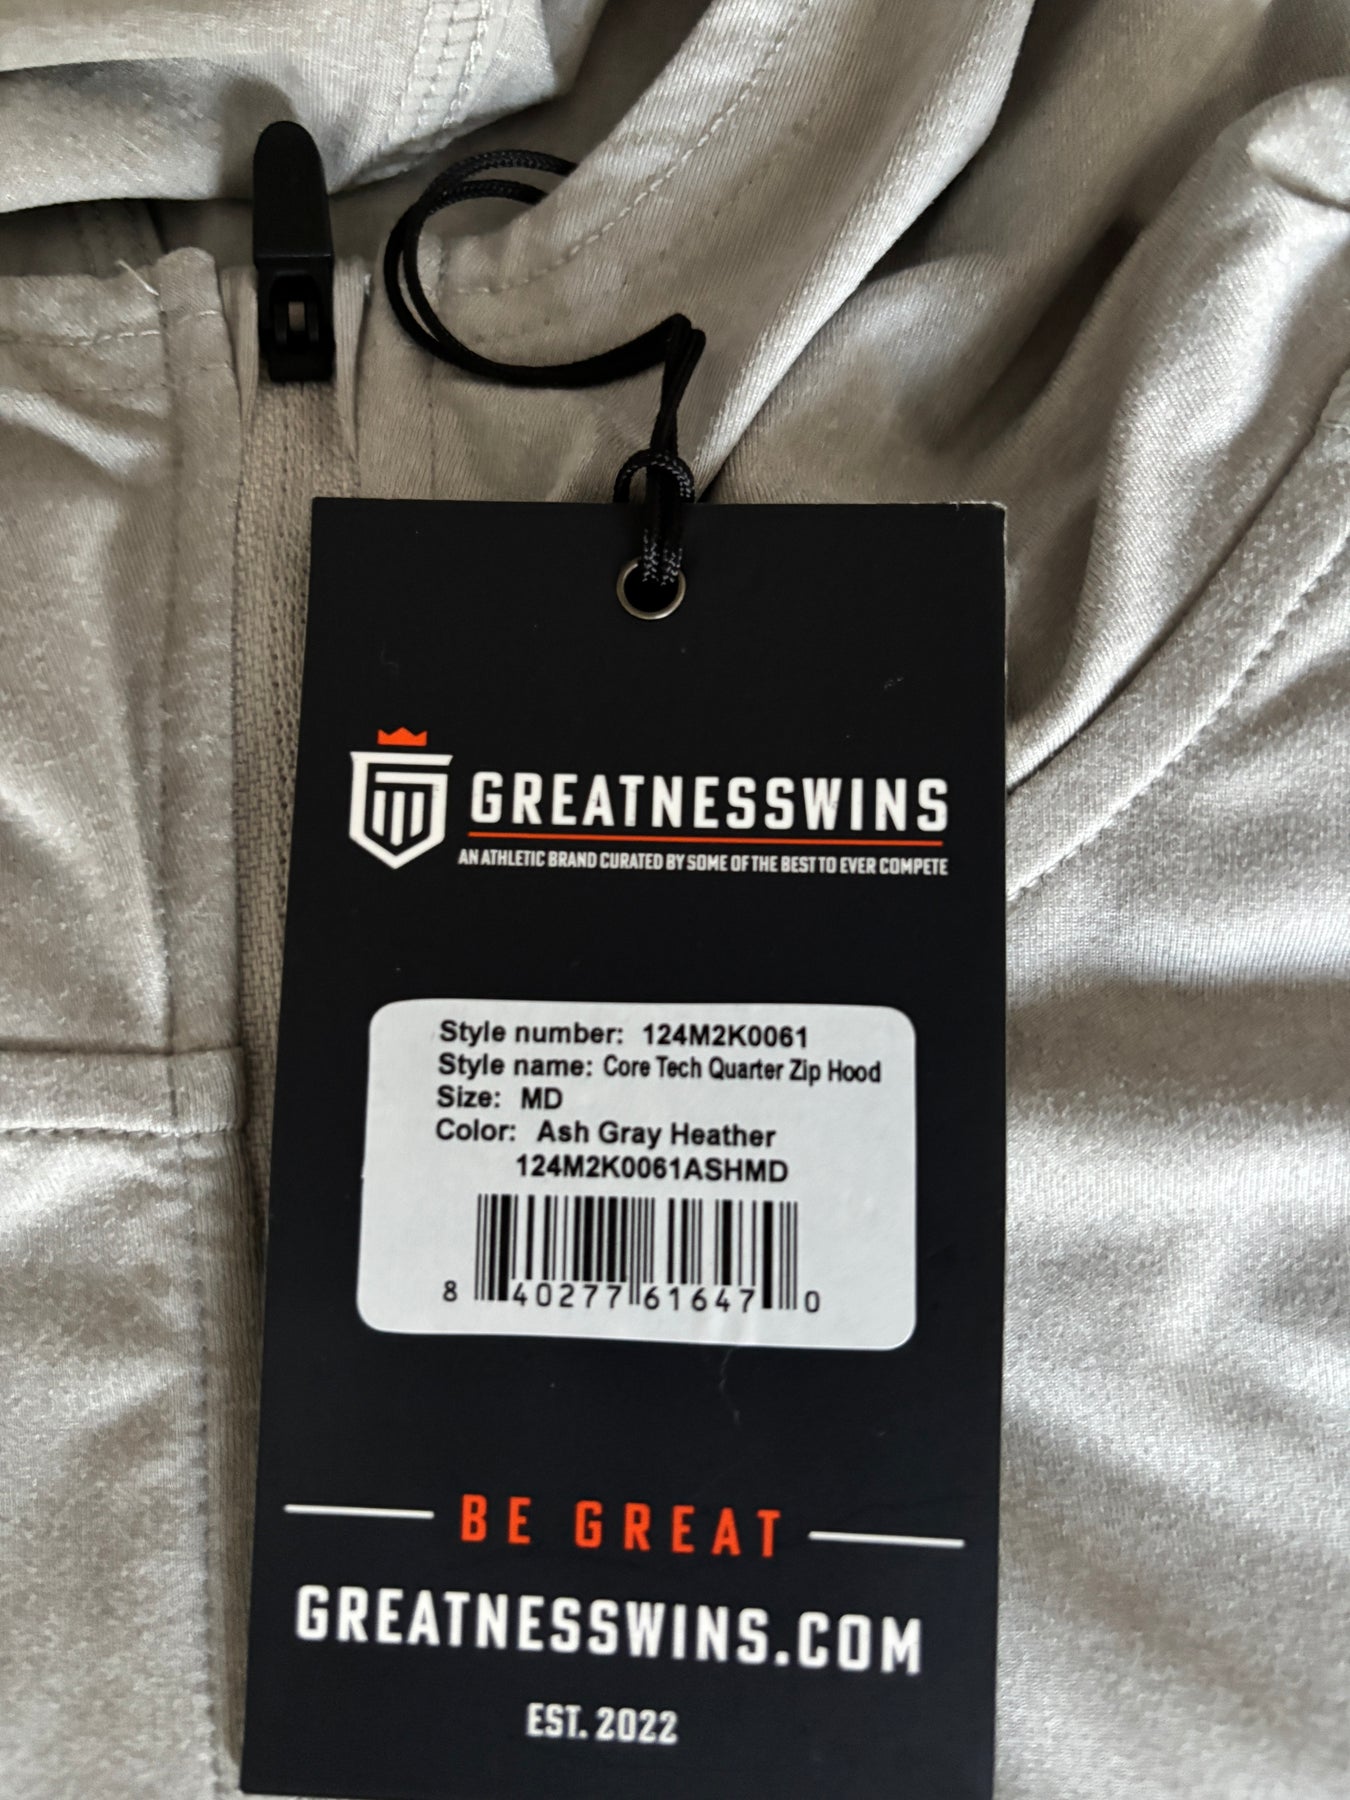 GREATNESSWINS
AN ATHLETIC BRAND CURATED BY SOME OF THE BEST TO EVER COMPETE
Style number: 124M2K0061
Style name: Core Tech Quarter Zip Hood
Size: MD
Color: Ash Gray Heather
124M2K0061ASHMD
8 40277 61647 0
BE GREAT
GREATNESSWINS.COM
EST. 2022